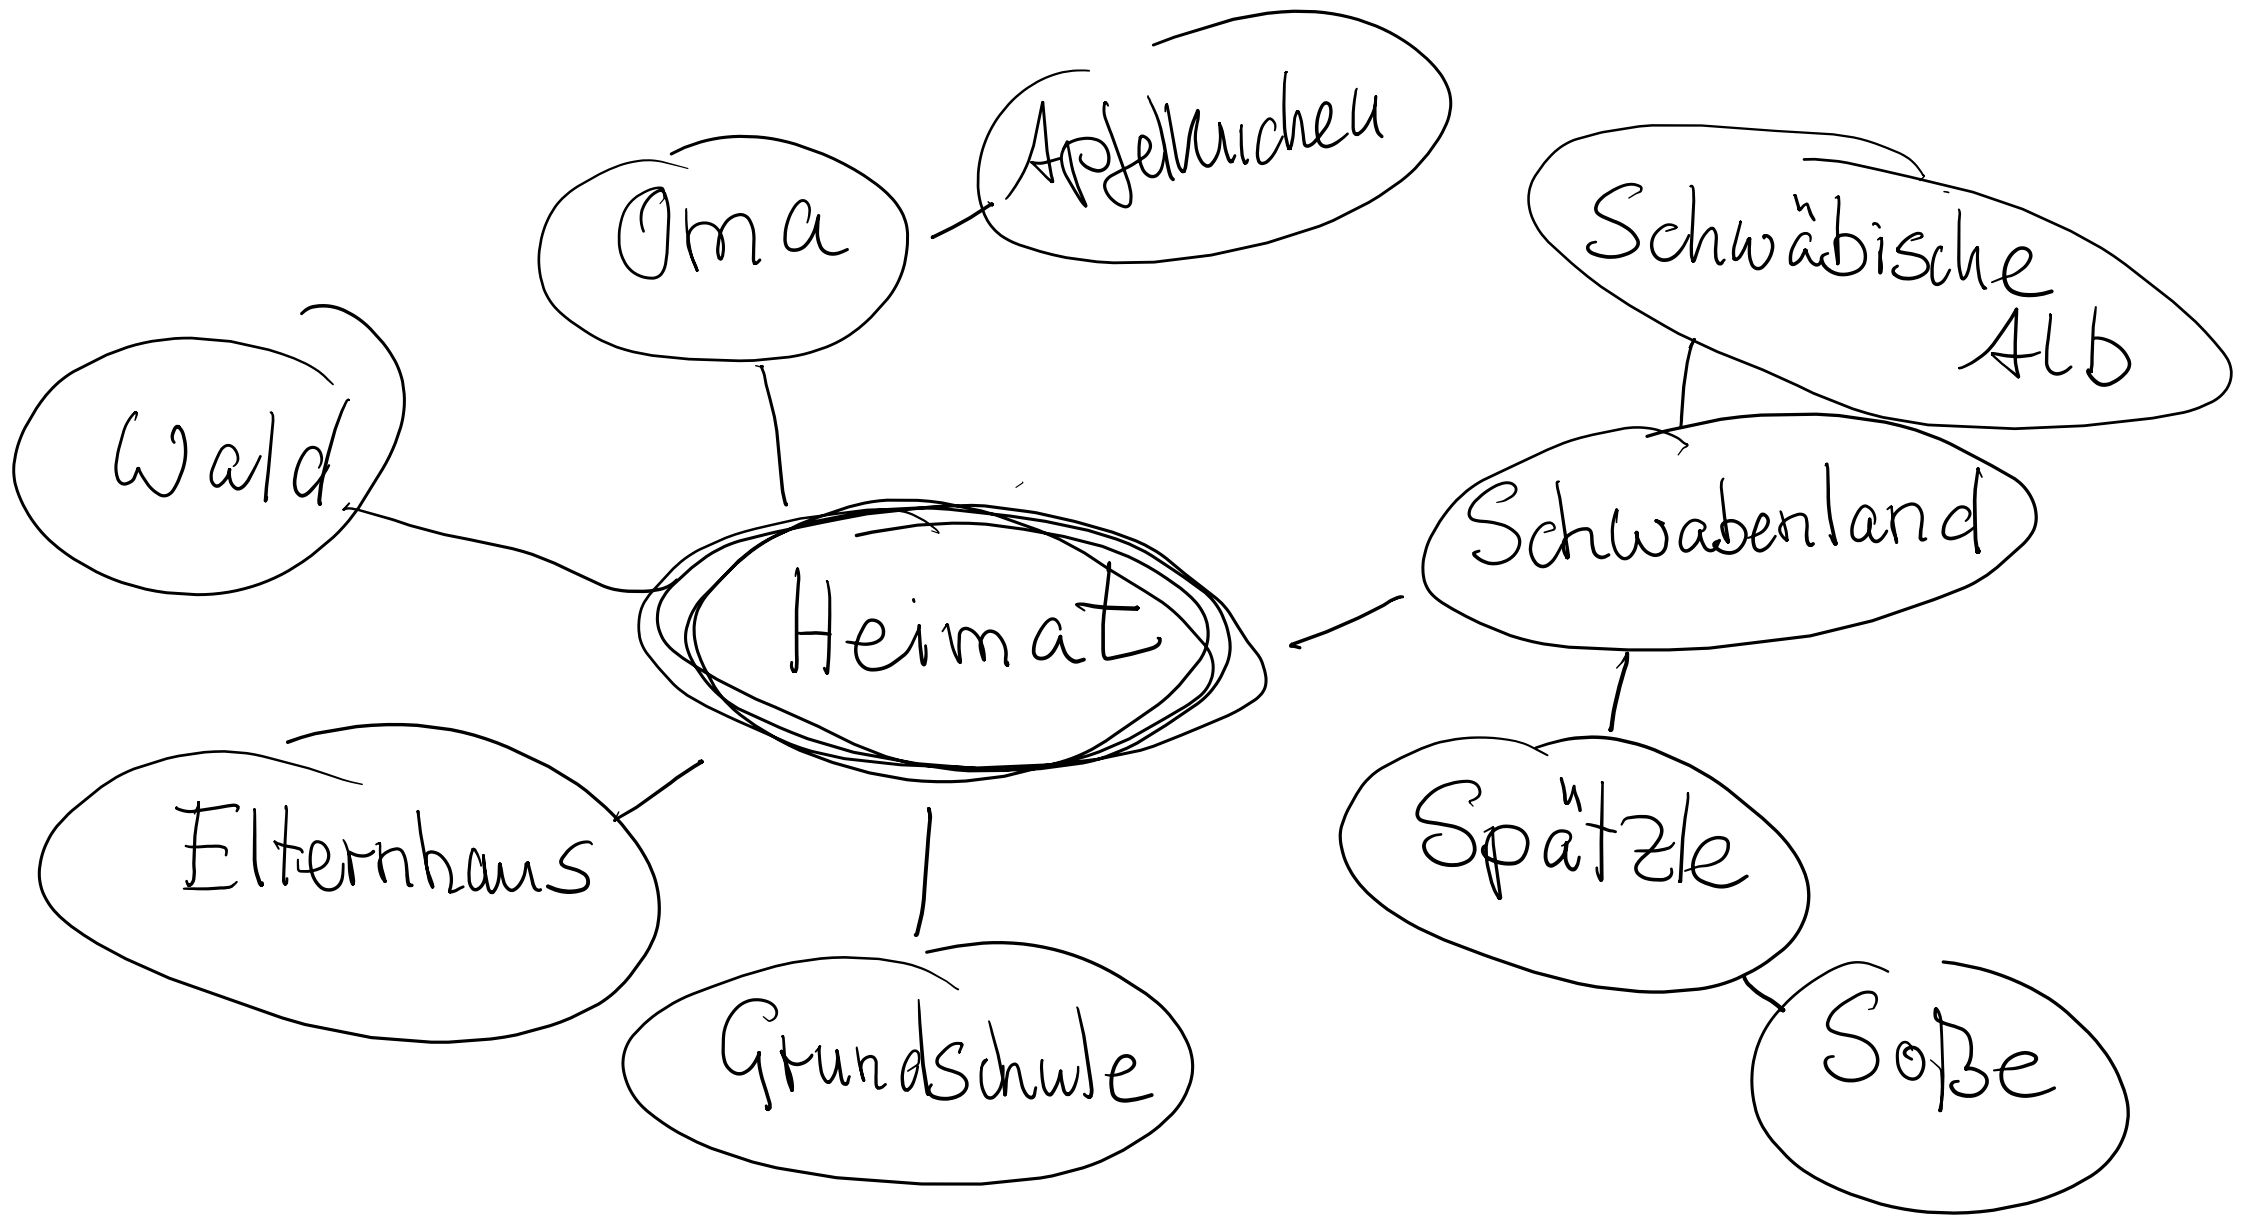 Apfelkuchen
Oma
Schwäbische
Alb
Wald
Schwabenland
Heimat
Elternhaus
Spätzle
Grundschule
Soße